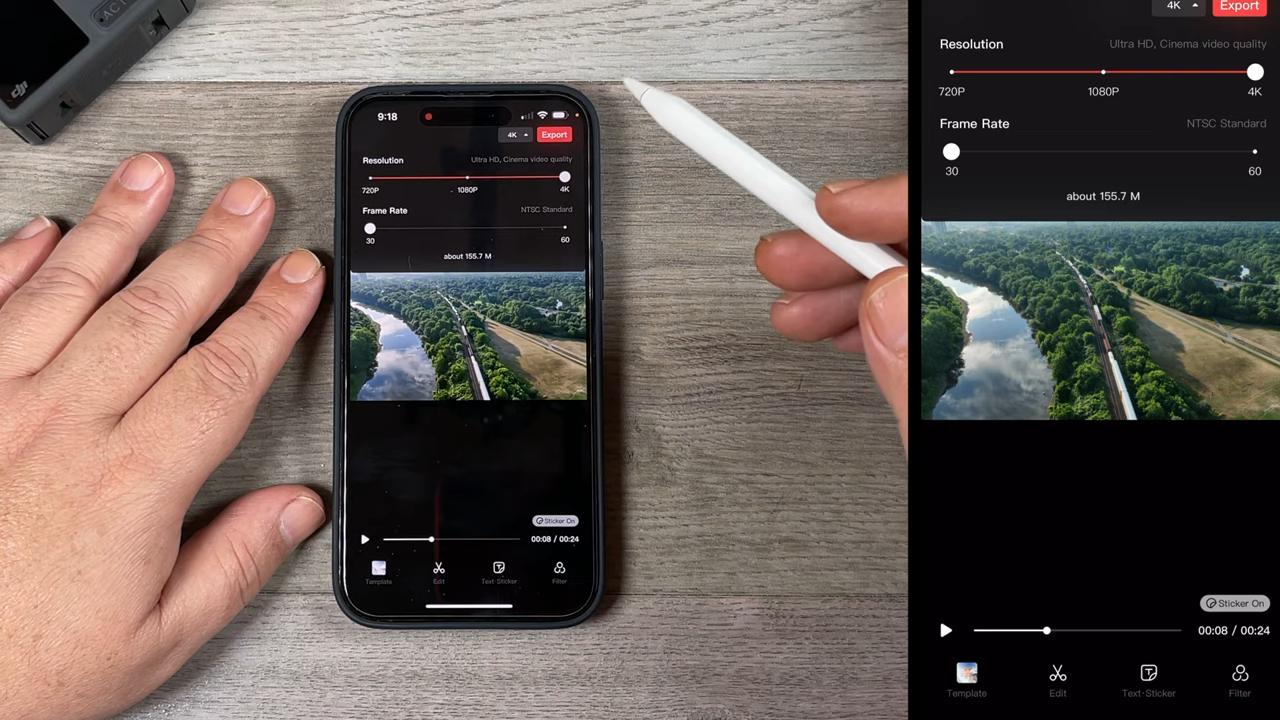 dji
9:18
4K
Export
Resolution
Ultra HD, Cinema video quality
720P
1080P
4K
Frame Rate
NTSC Standard
30
60
about 155.7 M
Sticker On
00:08 / 00:24
Template
Edit
Text·Sticker
Filter
4K
Export
Resolution
Ultra HD, Cinema video quality
720P
1080P
4K
Frame Rate
NTSC Standard
30
60
about 155.7 M
Sticker On
00:08 / 00:24
Template
Edit
Text·Sticker
Filter